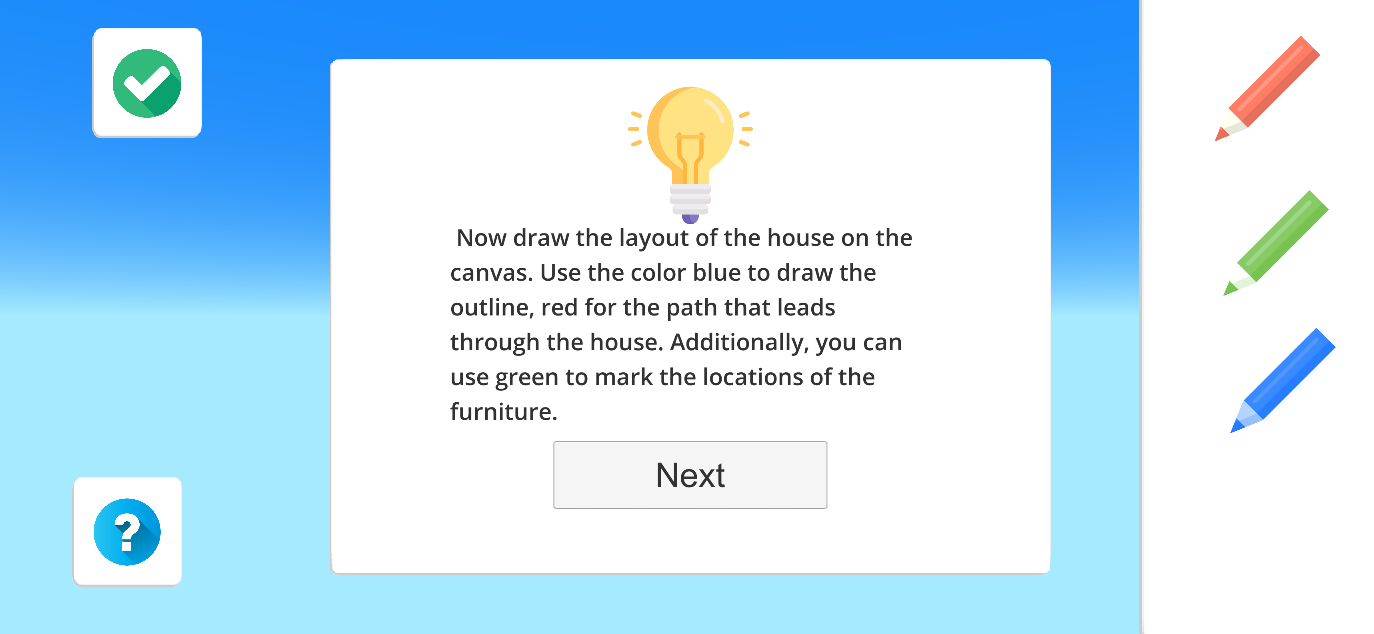 Now draw the layout of the house on the
canvas. Use the color blue to draw the
outline, red for the path that leads
through the house. Additionally, you can
use green to mark the locations of the
furniture.
Next
?